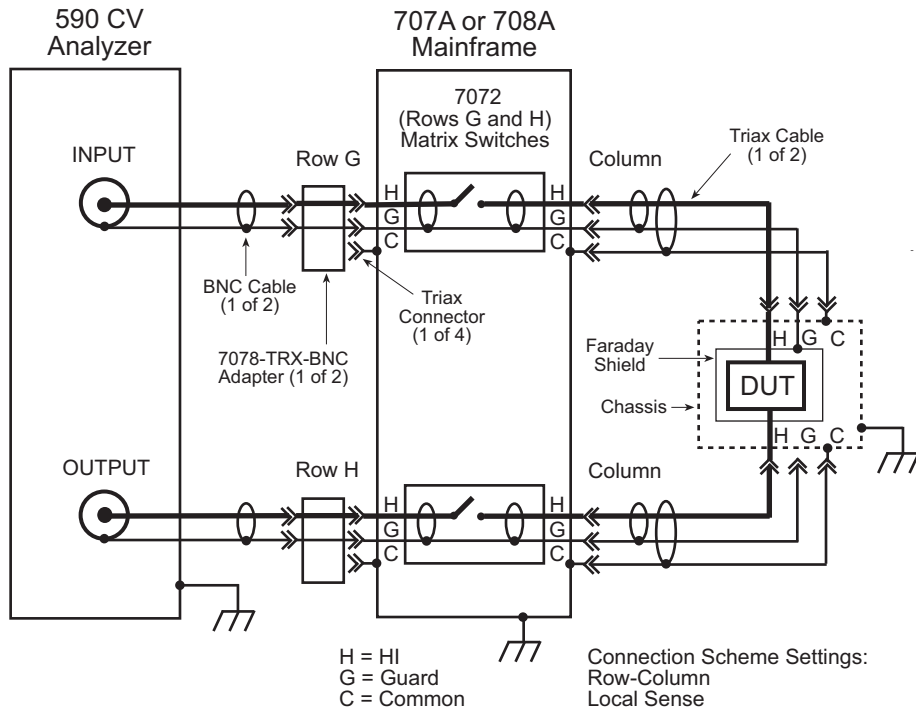 590 CV
Analyzer
707A or 708A
Mainframe
7072
(Rows G and H)
Matrix Switches
INPUT
Row G
Column
Triax Cable
(1 of 2)
H
G
C
H
G
C
BNC Cable
(1 of 2)
Triax
Connector
(1 of 4)
7078-TRX-BNC
Adapter (1 of 2)
Faraday
Shield
Chassis
H G C
DUT
H G C
OUTPUT
Row H
Column
H
G
C
H
G
C
H = HI
G = Guard
C = Common
Connection Scheme Settings:
Row-Column
Local Sense